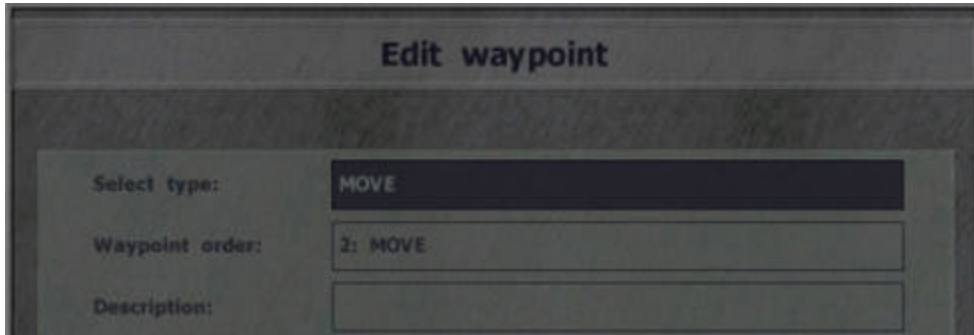 Edit waypoint
Select type: MOVE
Waypoint order: 2: MOVE
Description: